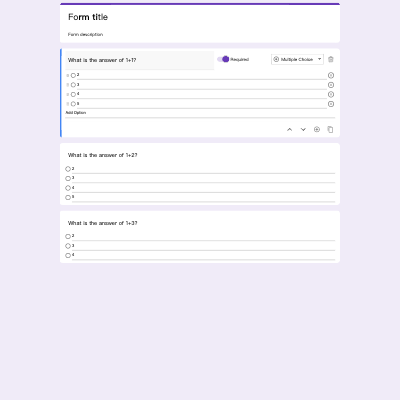 Form title
Form description
What is the answer of 1+1?
Required
Multiple Choice
2
3
4
5
Add Option
What is the answer of 1+2?
2
3
4
5
What is the answer of 1+3?
2
3
4